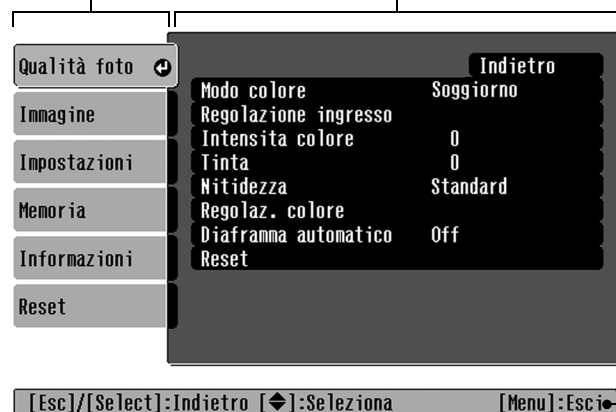 Qualità foto
Immagine
Impostazioni
Memoria
Informazioni
Reset
Indietro
Modo colore Soggiorno
Regolazione ingresso
Intensita colore 0
Tinta 0
Nitidezza Standard
Regolaz. colore
Diaframma automatico Off
Reset
[Esc]/[Select]:Indietro [◆]:Seleziona [Menu]:Esci